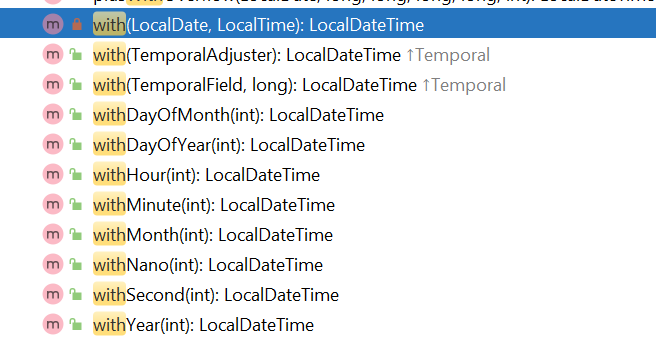 m with(LocalDate, LocalTime): LocalDateTime
m with(TemporalAdjuster): LocalDateTime ↑Temporal
m with(TemporalField, long): LocalDateTime ↑Temporal
m withDayOfMonth(int): LocalDateTime
m withDayOfYear(int): LocalDateTime
m withHour(int): LocalDateTime
m withMinute(int): LocalDateTime
m withMonth(int): LocalDateTime
m withNano(int): LocalDateTime
m withSecond(int): LocalDateTime
m withYear(int): LocalDateTime